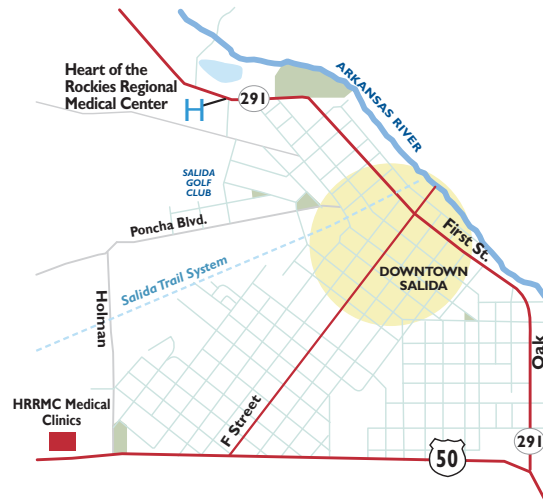 Heart of the
Rockies Regional
Medical Center
H
291
ARKANSAS RIVER
SALIDA
GOLF
CLUB
Poncha Blvd.
First St.
Salida Trail System
DOWNTOWN
SALIDA
Holman
Oak
HRRMC Medical
Clinics
F Street
50
291